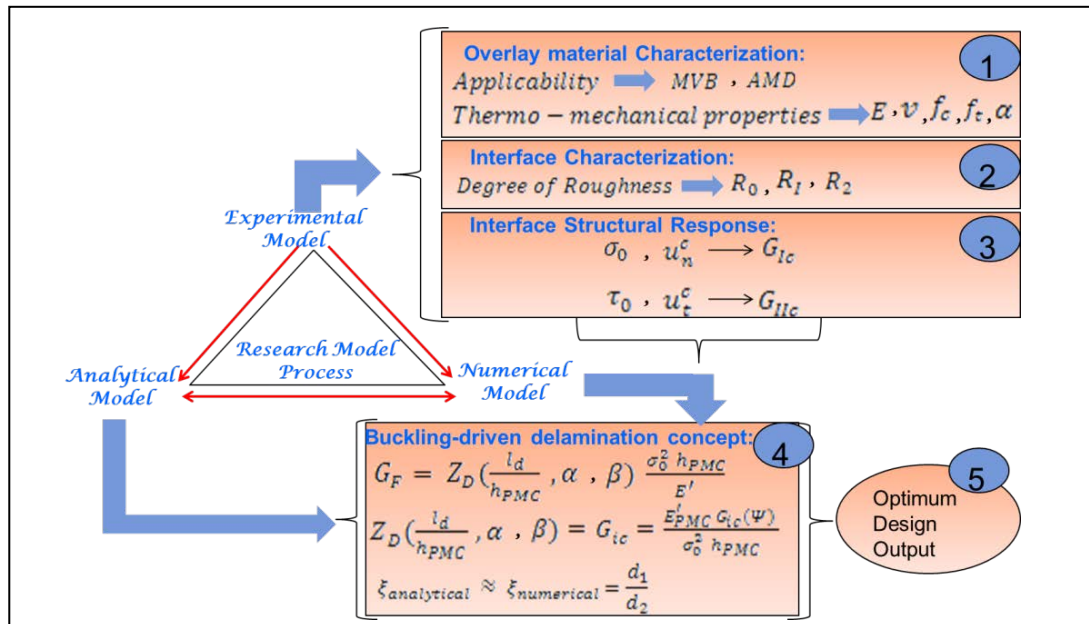 Overlay material Characterization:
1
Applicability MVB , AMD
Thermo − mechanical properties E , v , f_c , f_t , α
Interface Characterization:
2
Degree of Roughness R_0 , R_I , R_2
Interface Structural Response:
3
σ_0 , u_n^c → G_Ic
τ_0 , u_t^c → G_IIc
Experimental
Model
Research Model
Process
Analytical
Model
Numerical
Model
Buckling-driven delamination concept:
4
G_F = Z_D(l_d/h_PMC , α , β) σ_0^2 h_PMC/E'
Z_D(l_d/h_PMC , α , β) = G_ic = E'_PMC G_ic(Ψ)/σ_0^2 h_PMC
ξ_analytical ≈ ξ_numerical = d_1/d_2
5
Optimum
Design
Output